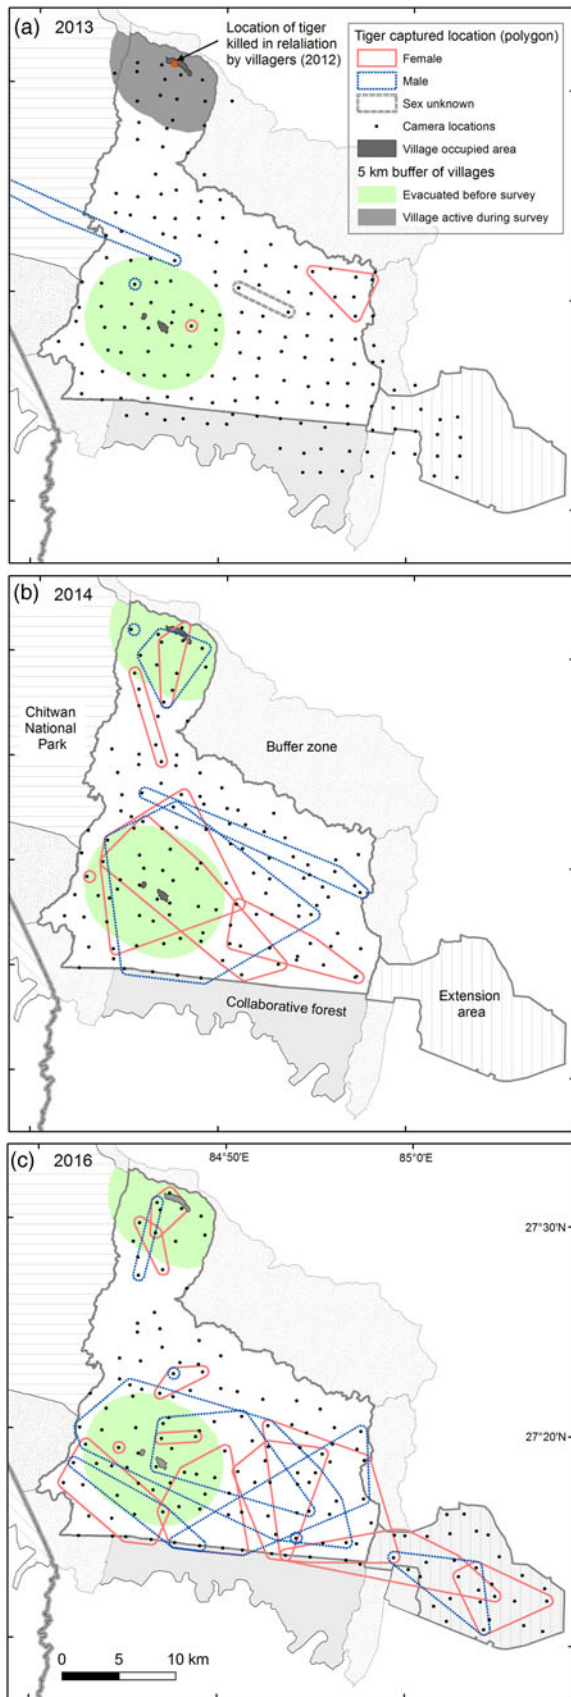 (a) 2013
Location of tiger
killed in relaliation
by villagers (2012)
Tiger captured location (polygon)
Female
Male
Sex unknown
Camera locations
Village occupied area
5 km buffer of villages
Evacuated before survey
Village active during survey
(b) 2014
Chitwan
National
Park
Buffer zone
Collaborative forest
Extension
area
(c) 2016
84°50'E
85°0'E
27°30'N
27°20'N
0 5 10 km